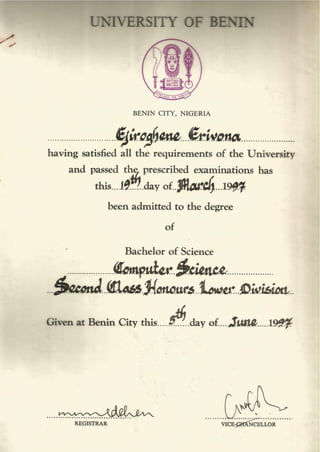 UNIVERSITY OF BENIN
BENIN CITY, NIGERIA
Ejiroghene Erivona
having satisfied all the requirements of the University
and passed the prescribed examinations has
this 19th day of March 1997
been admitted to the degree
of
Bachelor of Science
Computer Science
Second Class Honours Lower Division
Given at Benin City this 5th day of June 1997
REGISTRAR
VICE-CHANCELLOR